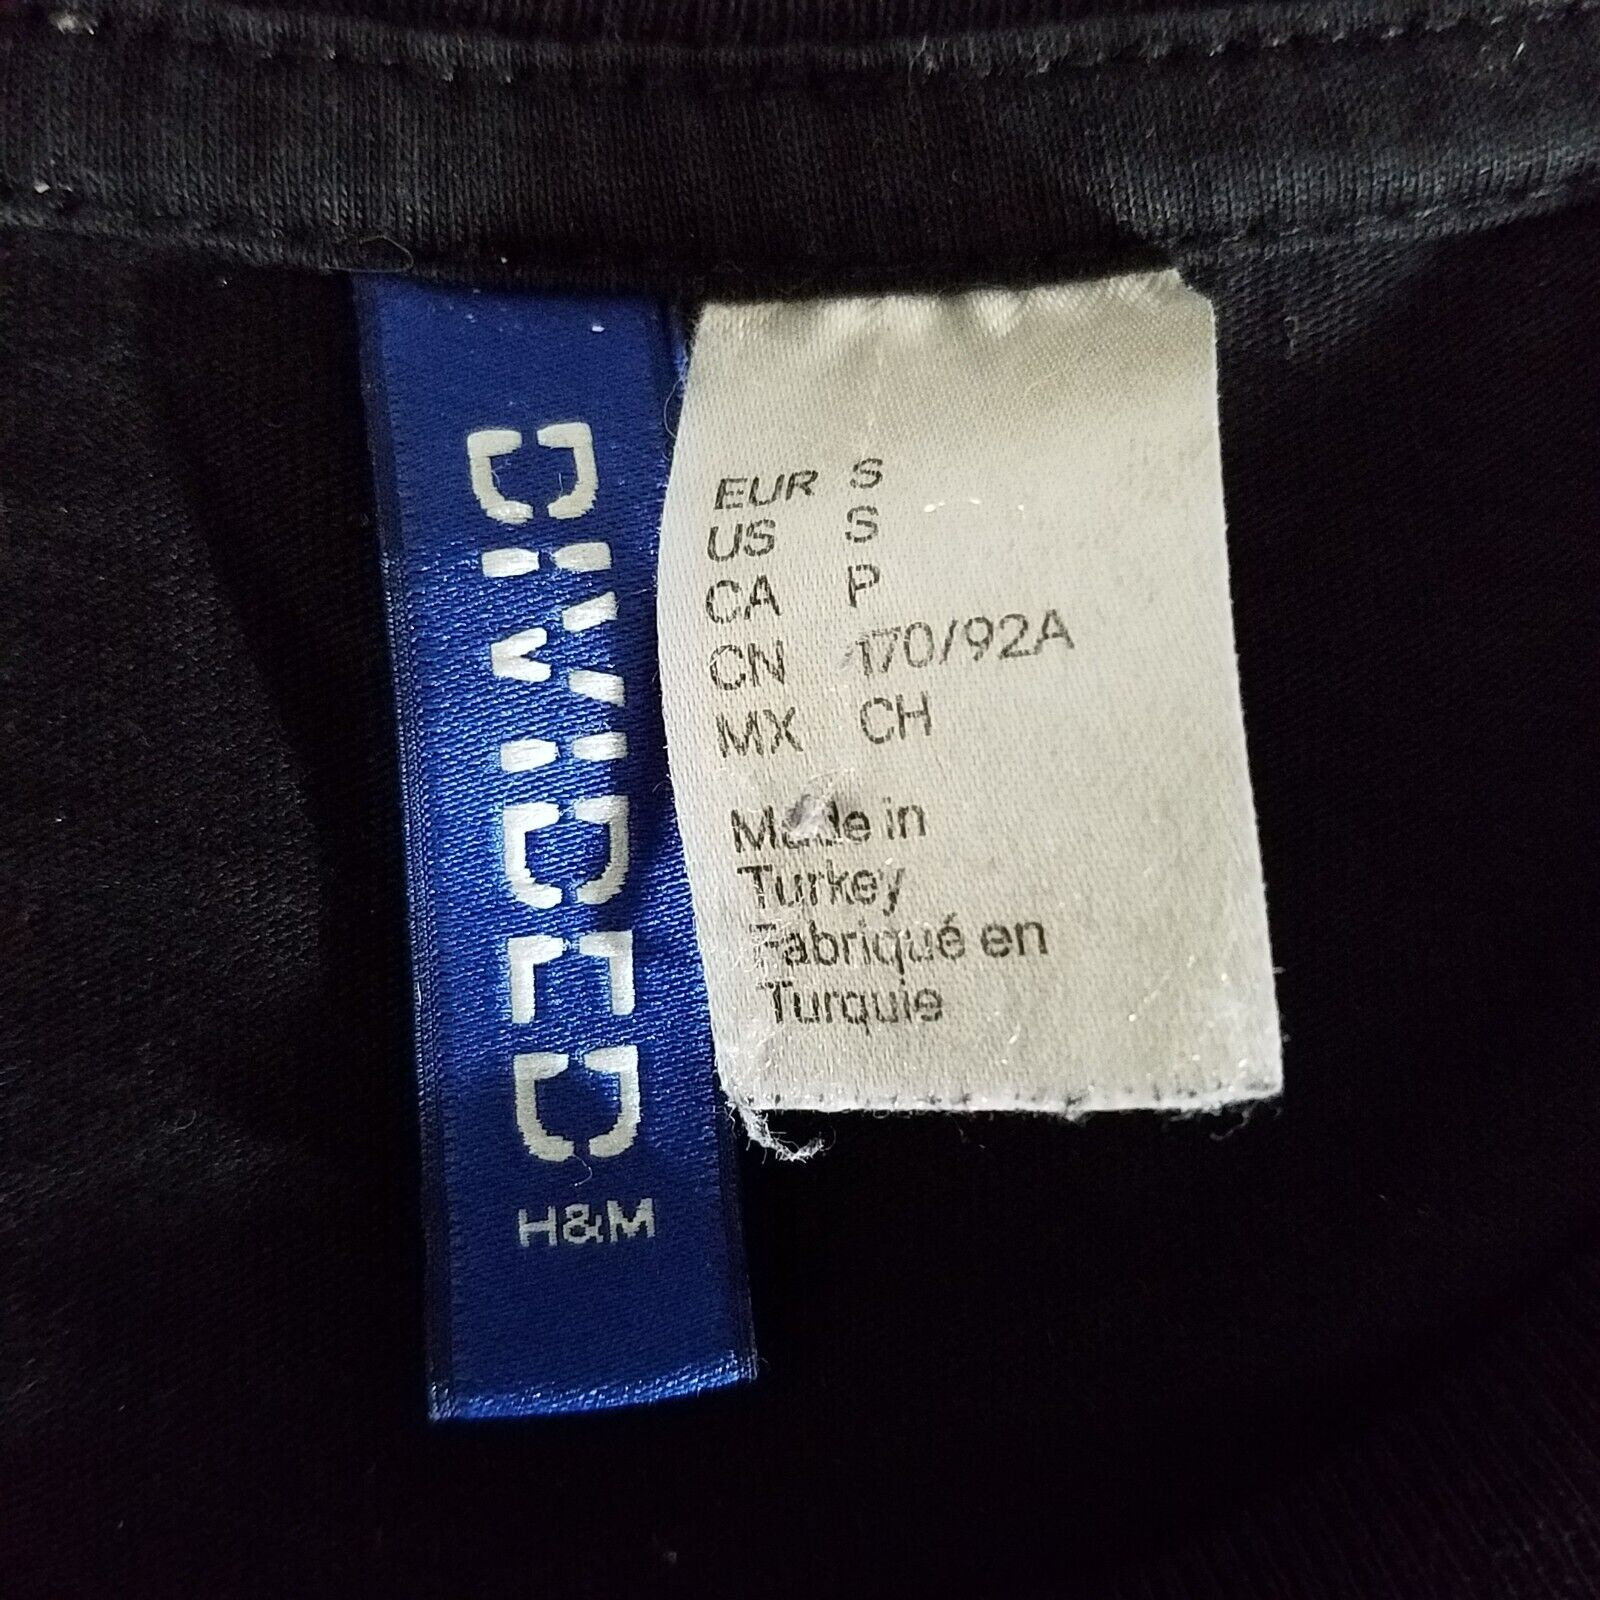 DIVIDED
H&M
EUR S
US S
CA P
CN 170/92A
MX CH
Made in
Turkey
Fabriqué en
Turquie